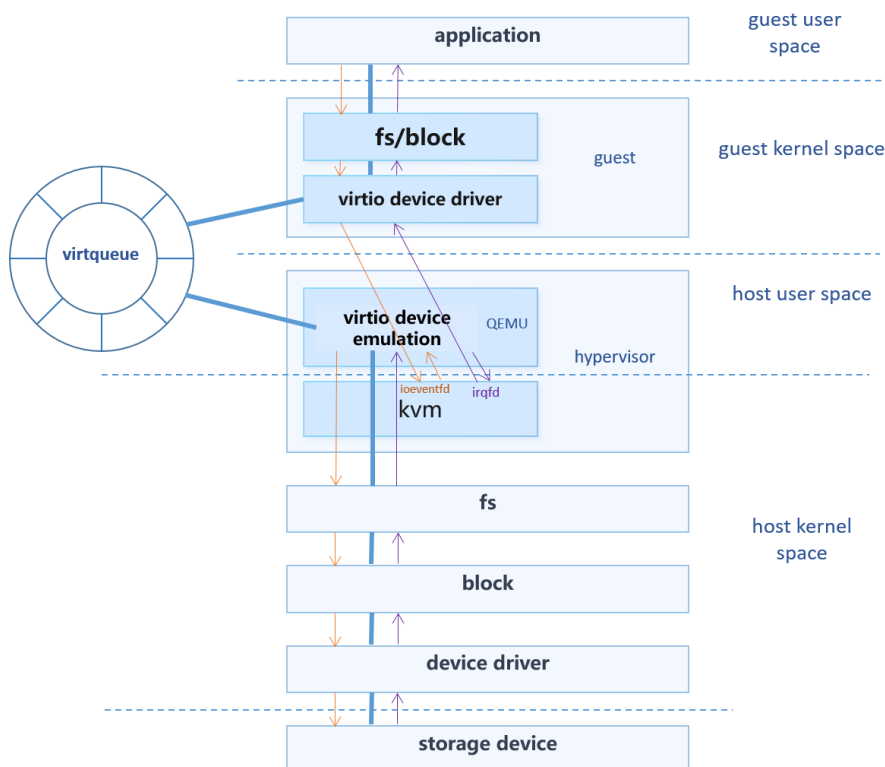 guest user
space
application
fs/block
guest
guest kernel space
virtio device driver
virtqueue
host user space
virtio device
emulation
QEMU
hypervisor
ioeventfd
irqfd
kvm
fs
host kernel
space
block
device driver
storage device